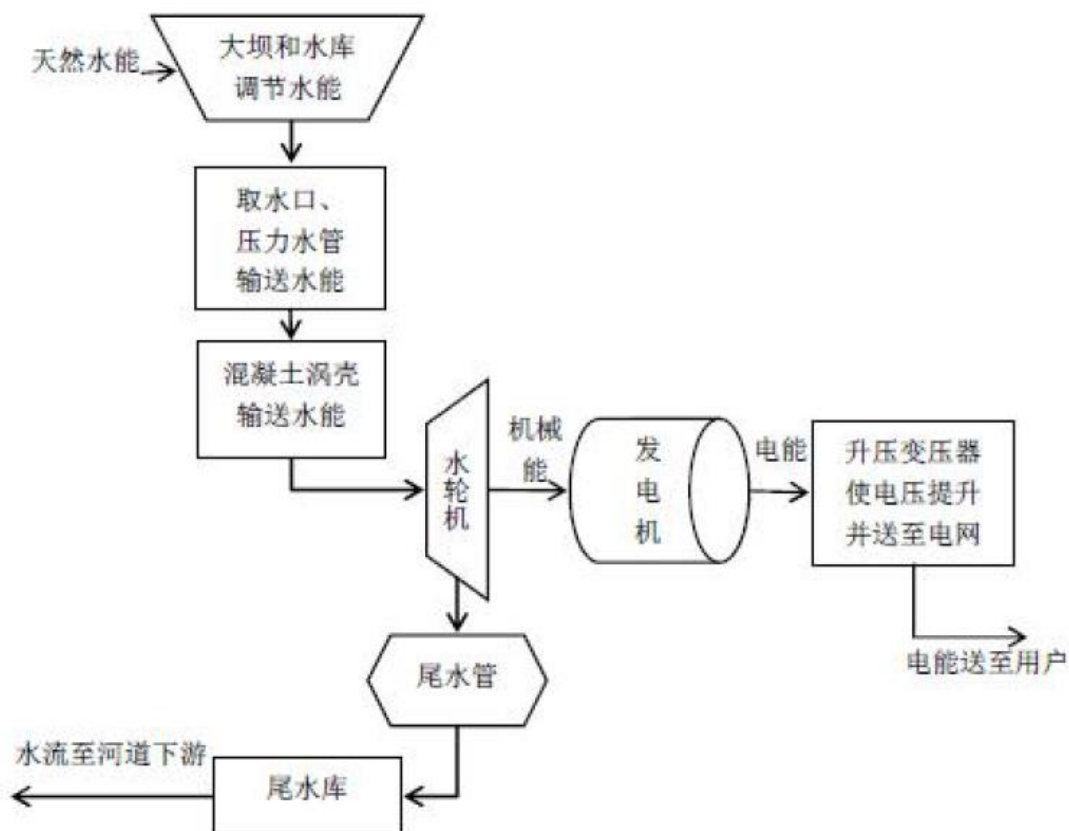 天然水能
大坝和水库
调节水能
取水口、
压力水管
输送水能
混凝土涡壳
输送水能
水轮机
机械
能
发电机
电能
升压变压器
使电压提升
并送至电网
电能送至用户
尾水管
尾水库
水流至河道下游